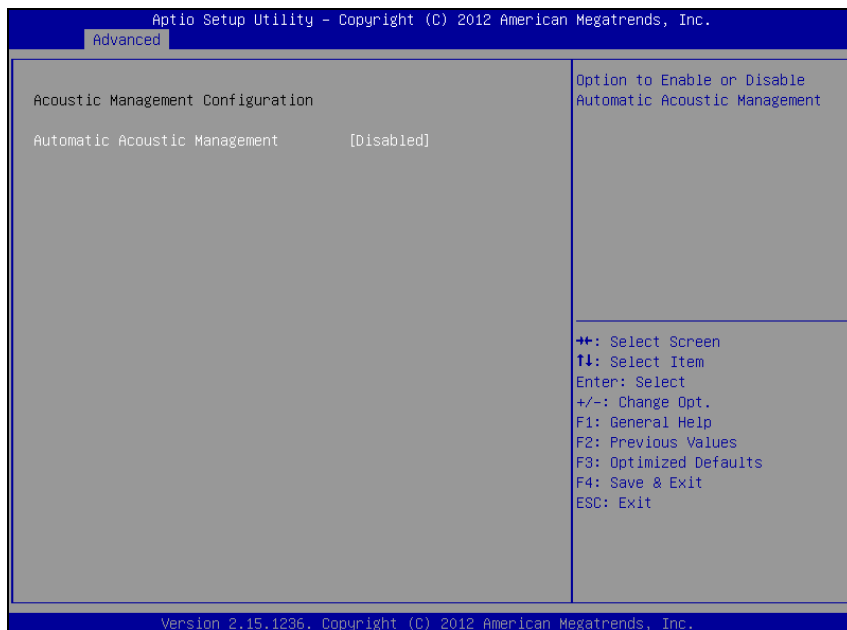 Aptio Setup Utility – Copyright (C) 2012 American Megatrends, Inc.
Advanced
Acoustic Management Configuration
Automatic Acoustic Management [Disabled]
Option to Enable or Disable
Automatic Acoustic Management
→←: Select Screen
↑↓: Select Item
Enter: Select
+/-: Change Opt.
F1: General Help
F2: Previous Values
F3: Optimized Defaults
F4: Save & Exit
ESC: Exit
Version 2.15.1236. Copyright (C) 2012 American Megatrends, Inc.